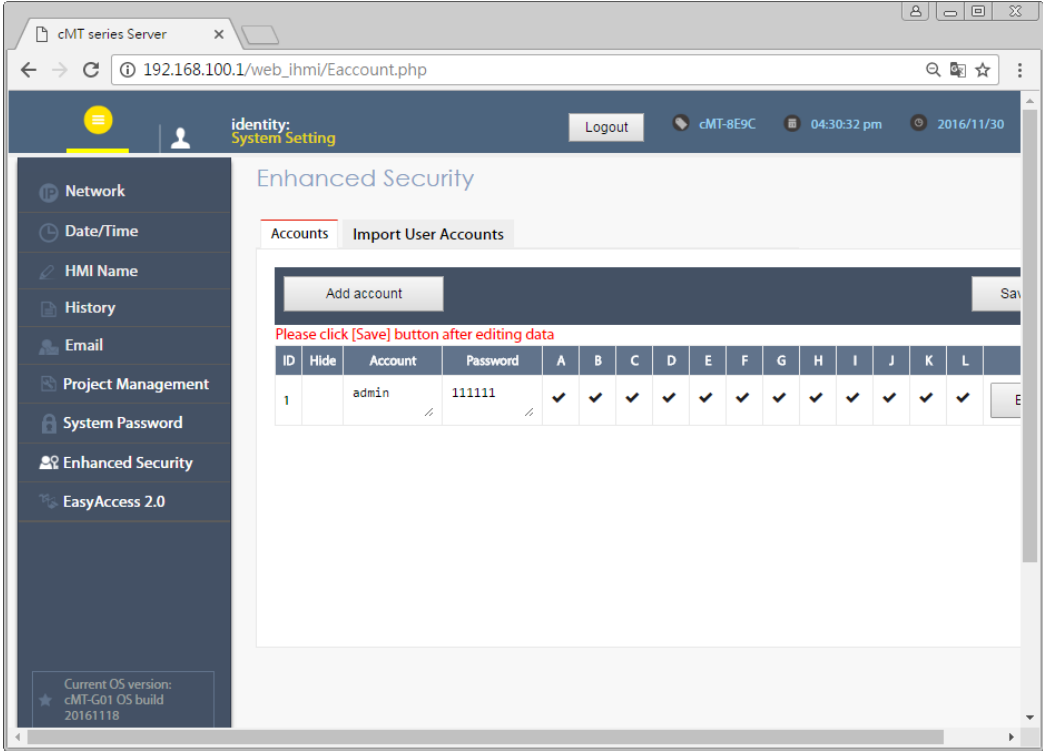 cMT series Server
192.168.100.1/web_ihmi/Eaccount.php
identity:
System Setting
Logout
cMT-8E9C
04:30:32 pm
2016/11/30
Network
Date/Time
HMI Name
History
Email
Project Management
System Password
Enhanced Security
EasyAccess 2.0
Current OS version:
cMT-G01 OS build
20161118
Enhanced Security
Accounts Import User Accounts
Add account Sav
Please click [Save] button after editing data
ID Hide Account Password A B C D E F G H I J K L
1 admin 111111 E